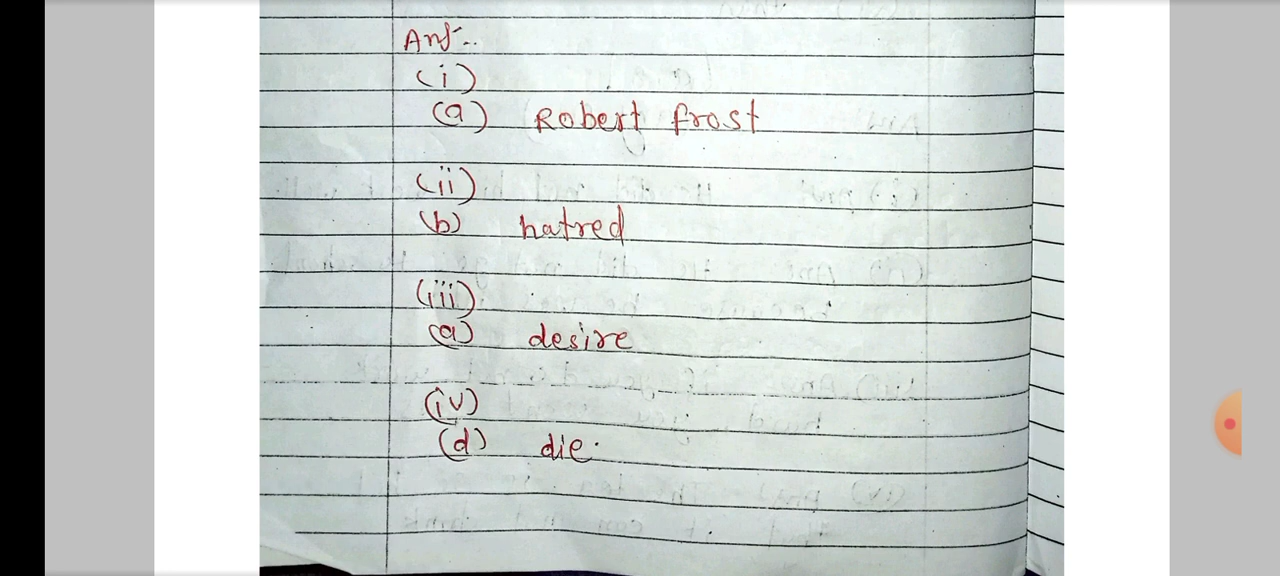 Ans..
(i)
(a) Robert frost
(ii)
(b) hatred
(iii)
(a) desire
(iv)
(d) die.